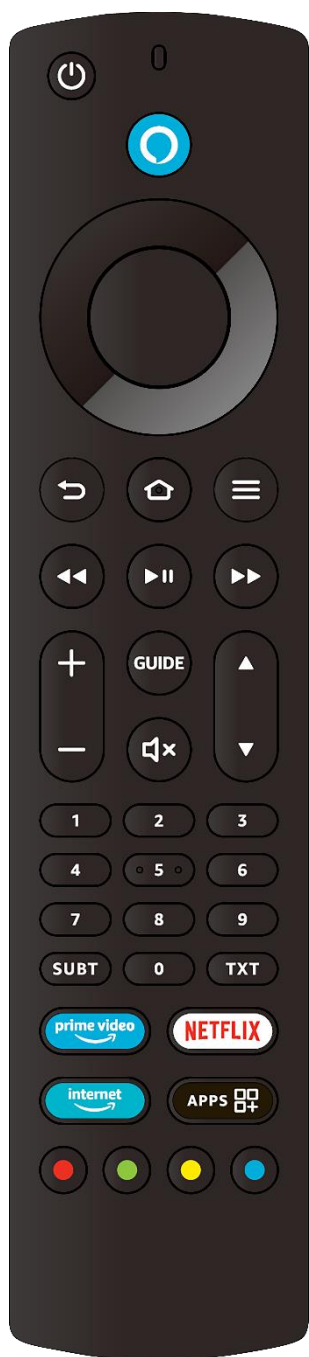 GUIDE
1 2 3
4 5 6
7 8 9
SUBT 0 TXT
prime video NETFLIX
internet APPS